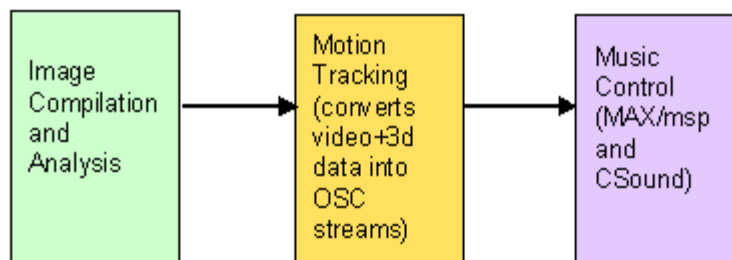 Image
Compilation
and
Analysis
Motion
Tracking
(converts
video+3d
data into
OSC
streams)
Music
Control
(MAX/msp
and
CSound)